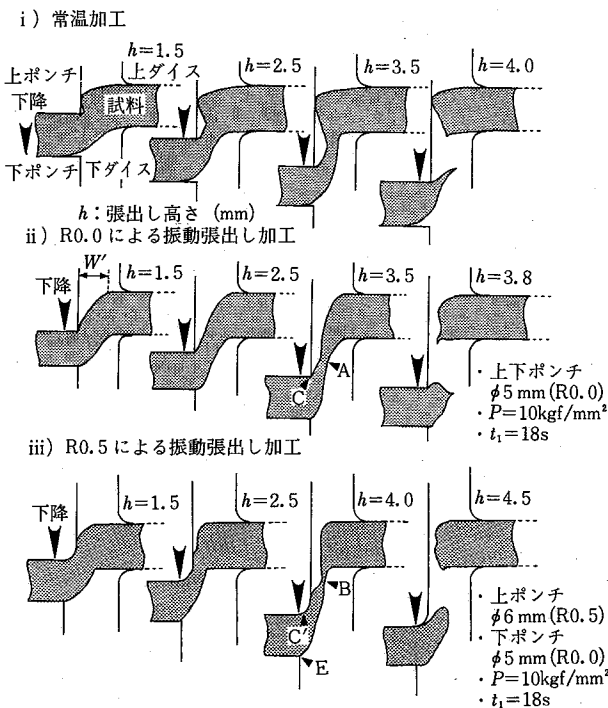 i) 常温加工
h=1.5
h=2.5
h=3.5
h=4.0
上ポンチ
上ダイス
下降
試料
下ポンチ
下ダイス
h：張出し高さ (mm)
ii) R0.0 による振動張出し加工
W′
下降
h=1.5
h=2.5
h=3.5
h=3.8
A
C
・上下ポンチ
φ5 mm (R0.0)
・P=10kgf/mm²
・t₁=18s
iii) R0.5 による振動張出し加工
下降
h=1.5
h=2.5
h=4.0
h=4.5
B
C′
E
・上ポンチ
φ6 mm (R0.5)
・下ポンチ
φ5 mm (R0.0)
・P=10kgf/mm²
・t₁=18s